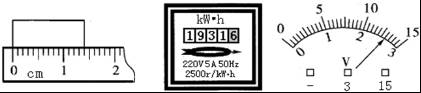 0 cm 1 2
kW•h
19316
220V 5A 50Hz
2500r/kW•h
0 5 10 15
0 1 2 3
V
- 3 15